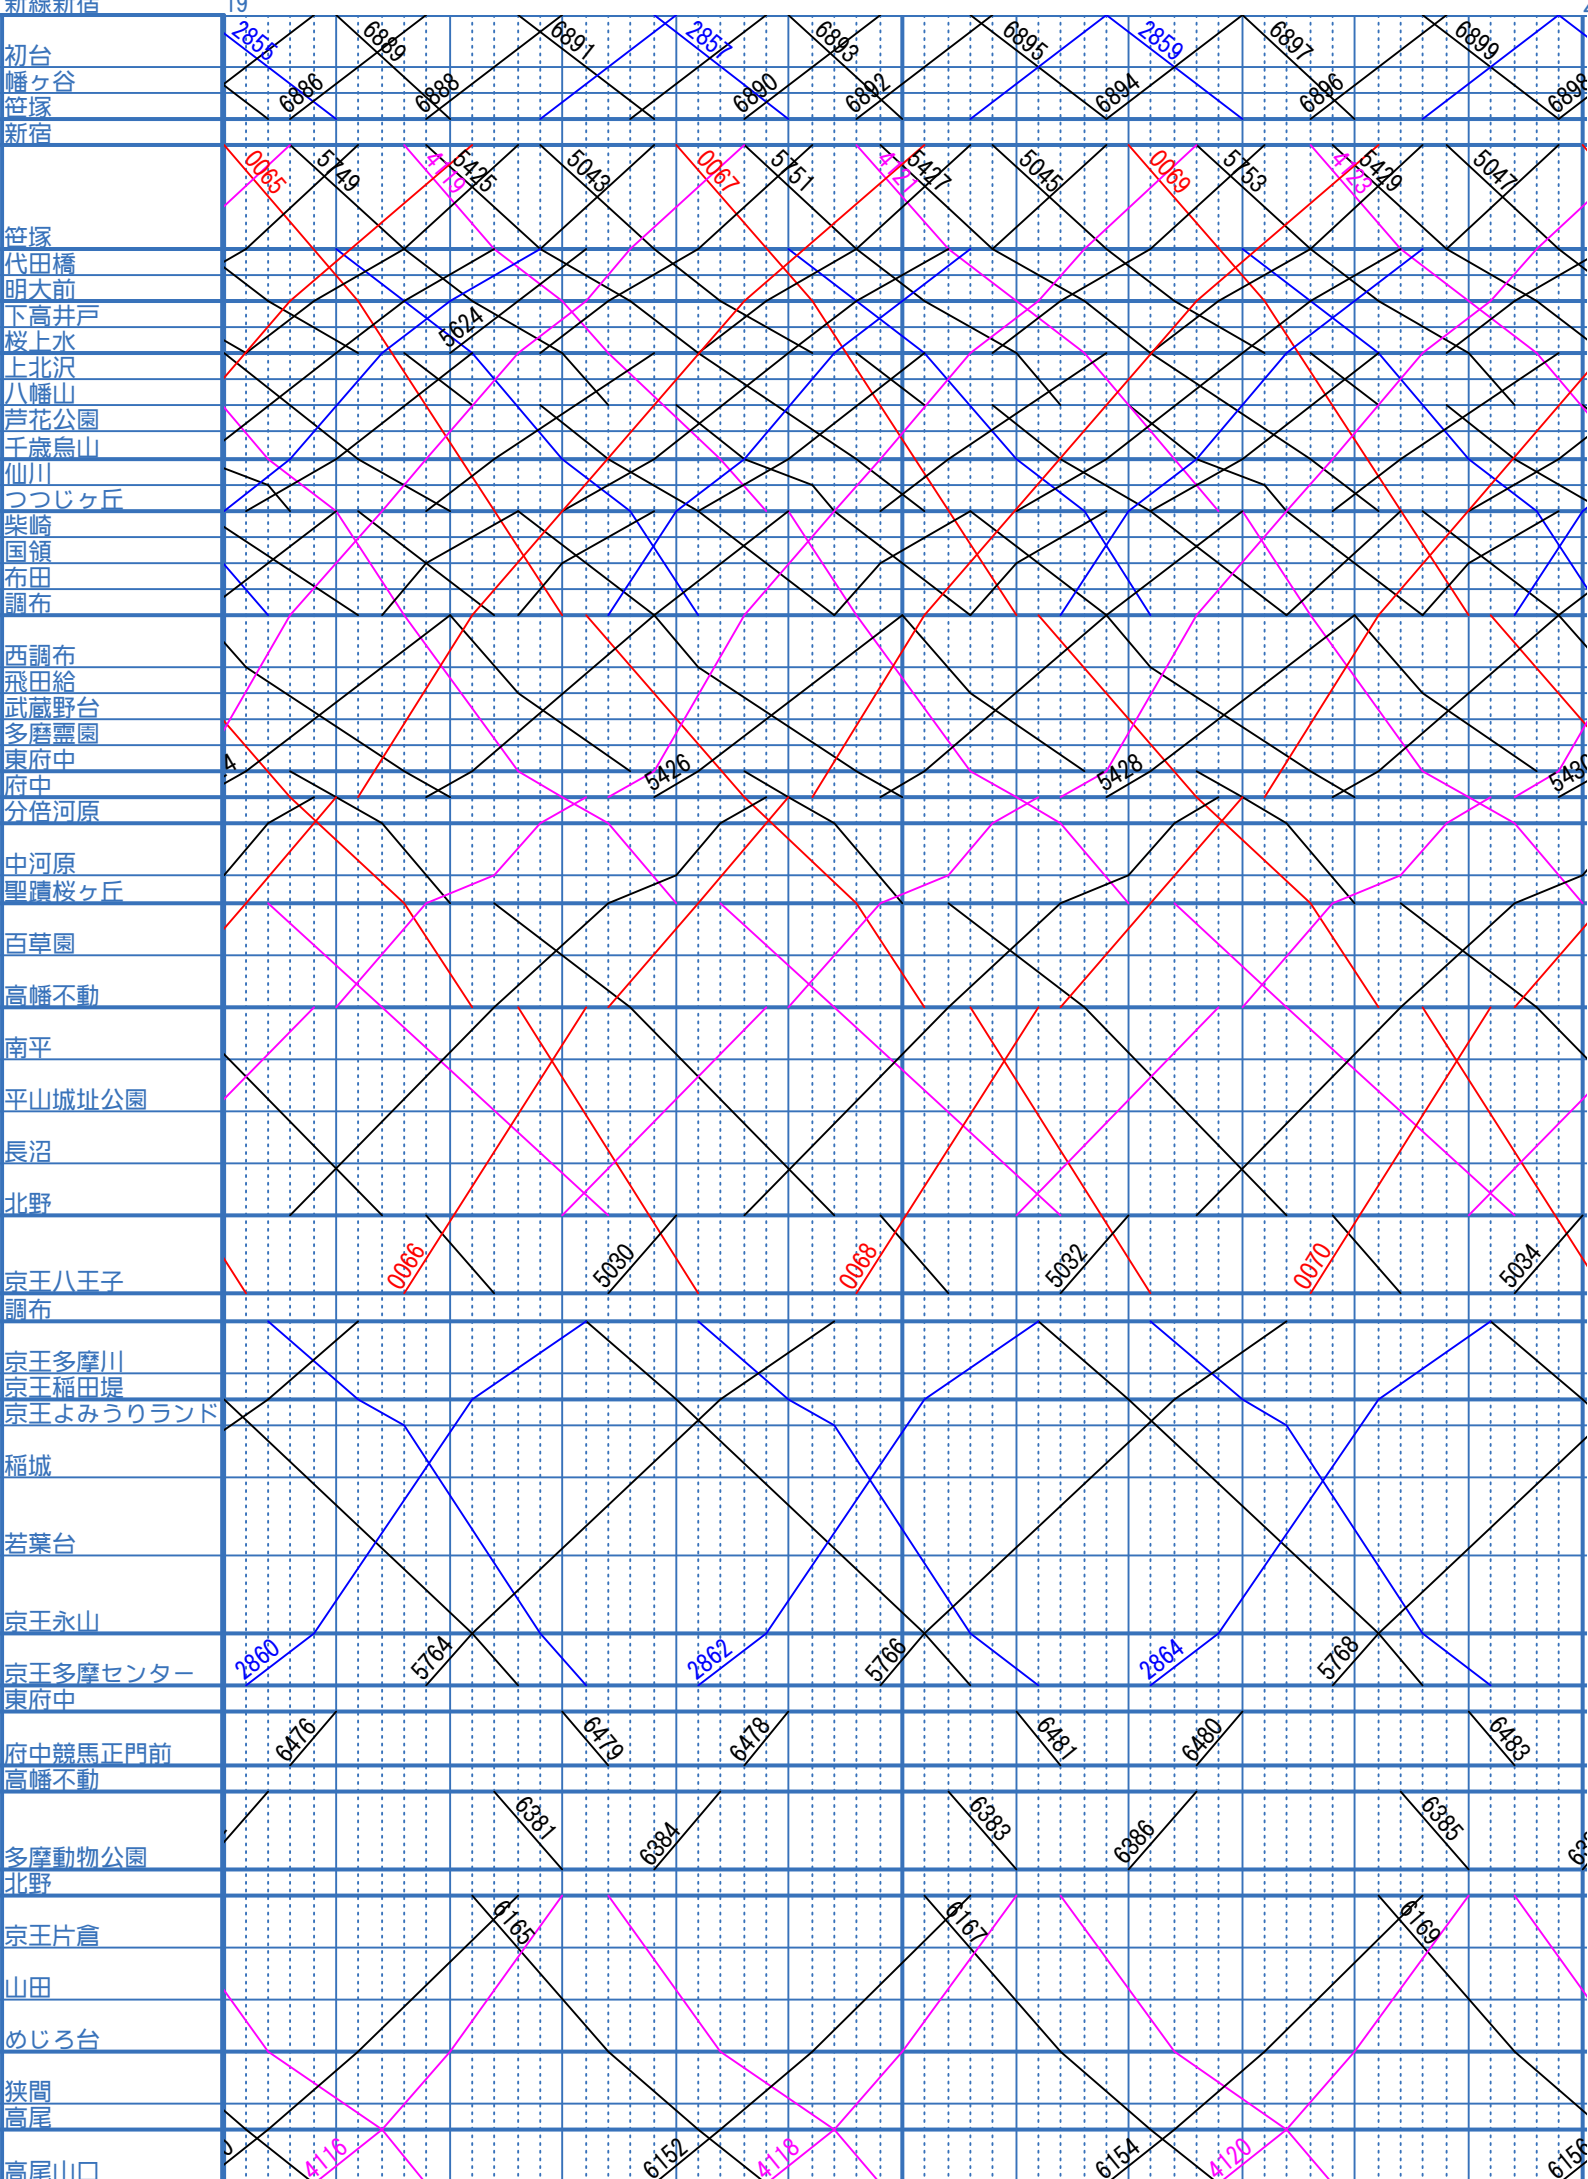 新線新宿 19
2855 6889 6891 2857 6893 6895 2859 6897 6899
初台
幡ヶ谷
6886 6888 6890 6892 6894 6896 6898
笹塚
新宿
0065 5749 4119 5425 5043 0067 5751 4121 5427 5045 0069 5753 4123 5429 5047
笹塚
代田橋
明大前
下高井戸
5624
桜上水
上北沢
八幡山
芦花公園
千歳烏山
仙川
つつじヶ丘
柴崎
国領
布田
調布
西調布
飛田給
武蔵野台
多磨霊園
東府中
4 5426 5428 5430
府中
分倍河原
中河原
聖蹟桜ヶ丘
百草園
高幡不動
南平
平山城址公園
長沼
北野
0066 5030 0068 5032 0070 5034
京王八王子
調布
京王多摩川
京王稲田堤
京王よみうりランド
稲城
若葉台
京王永山
2860 5764 2862 5766 2864 5768
京王多摩センター
東府中
6476 6479 6478 6481 6480 6483
府中競馬正門前
高幡不動
6381 6384 6383 6386 6385
多摩動物公園
北野
6165 6167 6169
京王片倉
山田
めじろ台
狭間
高尾
4116 6152 4118 6154 4120 6156
高尾山口